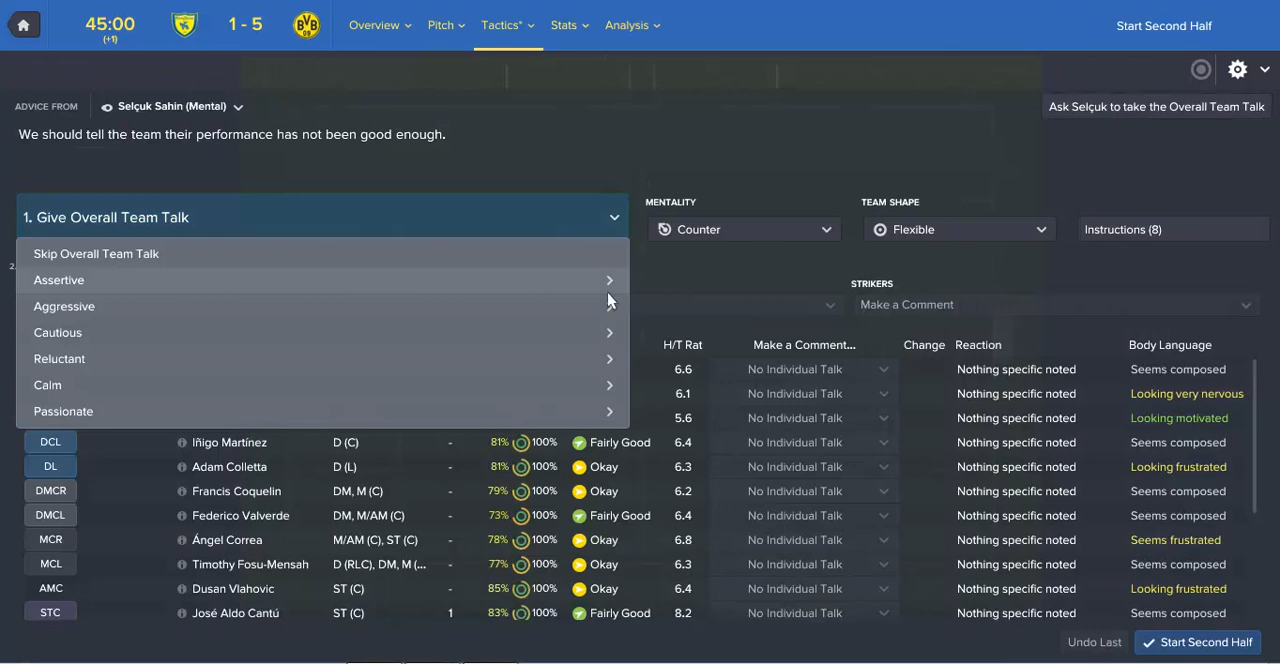 45:00 1 - 5 Overview Pitch Tactics* Stats Analysis Start Second Half
(+1)
ADVICE FROM Selçuk Sahin (Mental) Ask Selçuk to take the Overall Team Talk
We should tell the team their performance has not been good enough.
MENTALITY TEAM SHAPE
1. Give Overall Team Talk
Counter Flexible Instructions (8)
Skip Overall Team Talk
2.
Assertive
STRIKERS
Aggressive Make a Comment
Cautious
H/T Rat Make a Comment... Change Reaction Body Language
Reluctant
6.6 No Individual Talk Nothing specific noted Seems composed
Calm
6.1 No Individual Talk Nothing specific noted Looking very nervous
Passionate
5.6 No Individual Talk Nothing specific noted Looking motivated
DCL Iñigo Martínez D (C) - 81% 100% Fairly Good 6.4 No Individual Talk Nothing specific noted Seems composed
DL Adam Colletta D (L) - 81% 100% Okay 6.3 No Individual Talk Nothing specific noted Looking frustrated
DMCR Francis Coquelin DM, M (C) - 79% 100% Okay 6.2 No Individual Talk Nothing specific noted Seems composed
DMCL Federico Valverde DM, M/AM (C) - 73% 100% Fairly Good 6.4 No Individual Talk Nothing specific noted Seems composed
MCR Ángel Correa M/AM (C), ST (C) - 78% 100% Okay 6.8 No Individual Talk Nothing specific noted Seems frustrated
MCL Timothy Fosu-Mensah D (RLC), DM, M (... - 77% 100% Okay 6.3 No Individual Talk Nothing specific noted Seems composed
AMC Dusan Vlahovic ST (C) - 85% 100% Okay 6.4 No Individual Talk Nothing specific noted Looking frustrated
STC José Aldo Cantú ST (C) 1 83% 100% Fairly Good 8.2 No Individual Talk Nothing specific noted Seems composed
Undo Last Start Second Half